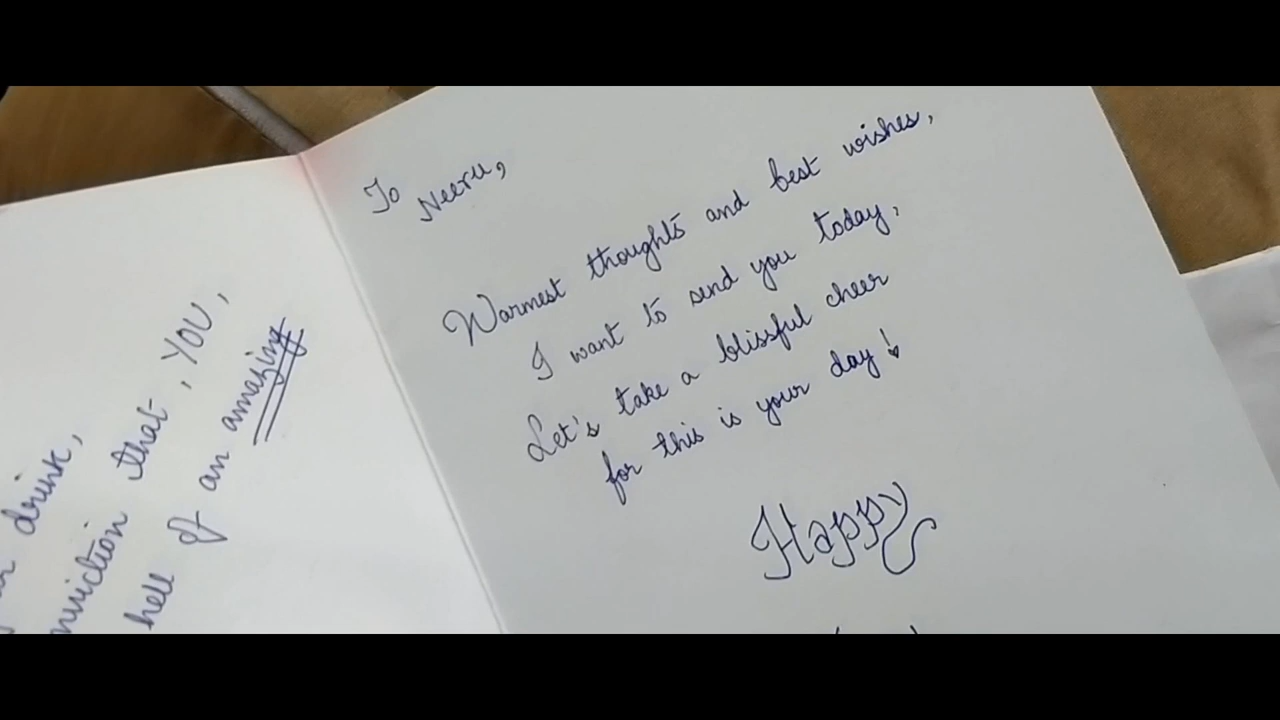 drink,
that, YOU,
hell of an amazing
To
Neeru,
Warmest thoughts and best wishes,
I want to send you today,
Let's take a blissful cheer
for this is your day!
Happy